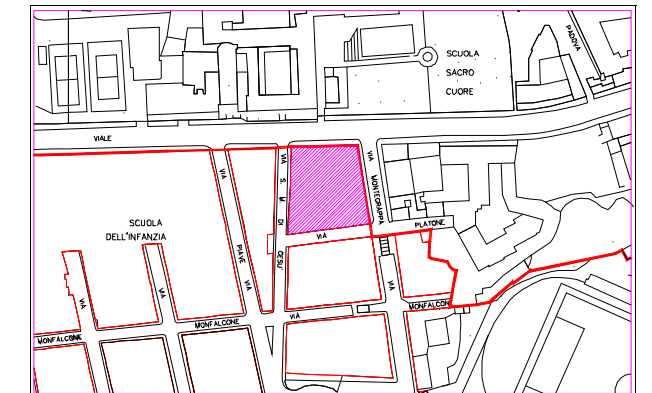 PADOVA
SCUOLA
SACRO
CUORE
VIALE
VIA
S. M. DI
GESU'
VIA
MONTEGRAPPA
VIA
PIAVE
VIA
SCUOLA
DELL'INFANZIA
PLATONE
VIA
VIA
VIA
VIA
MONFALCONE
VIA
MONFALCONE
MONFALCONE